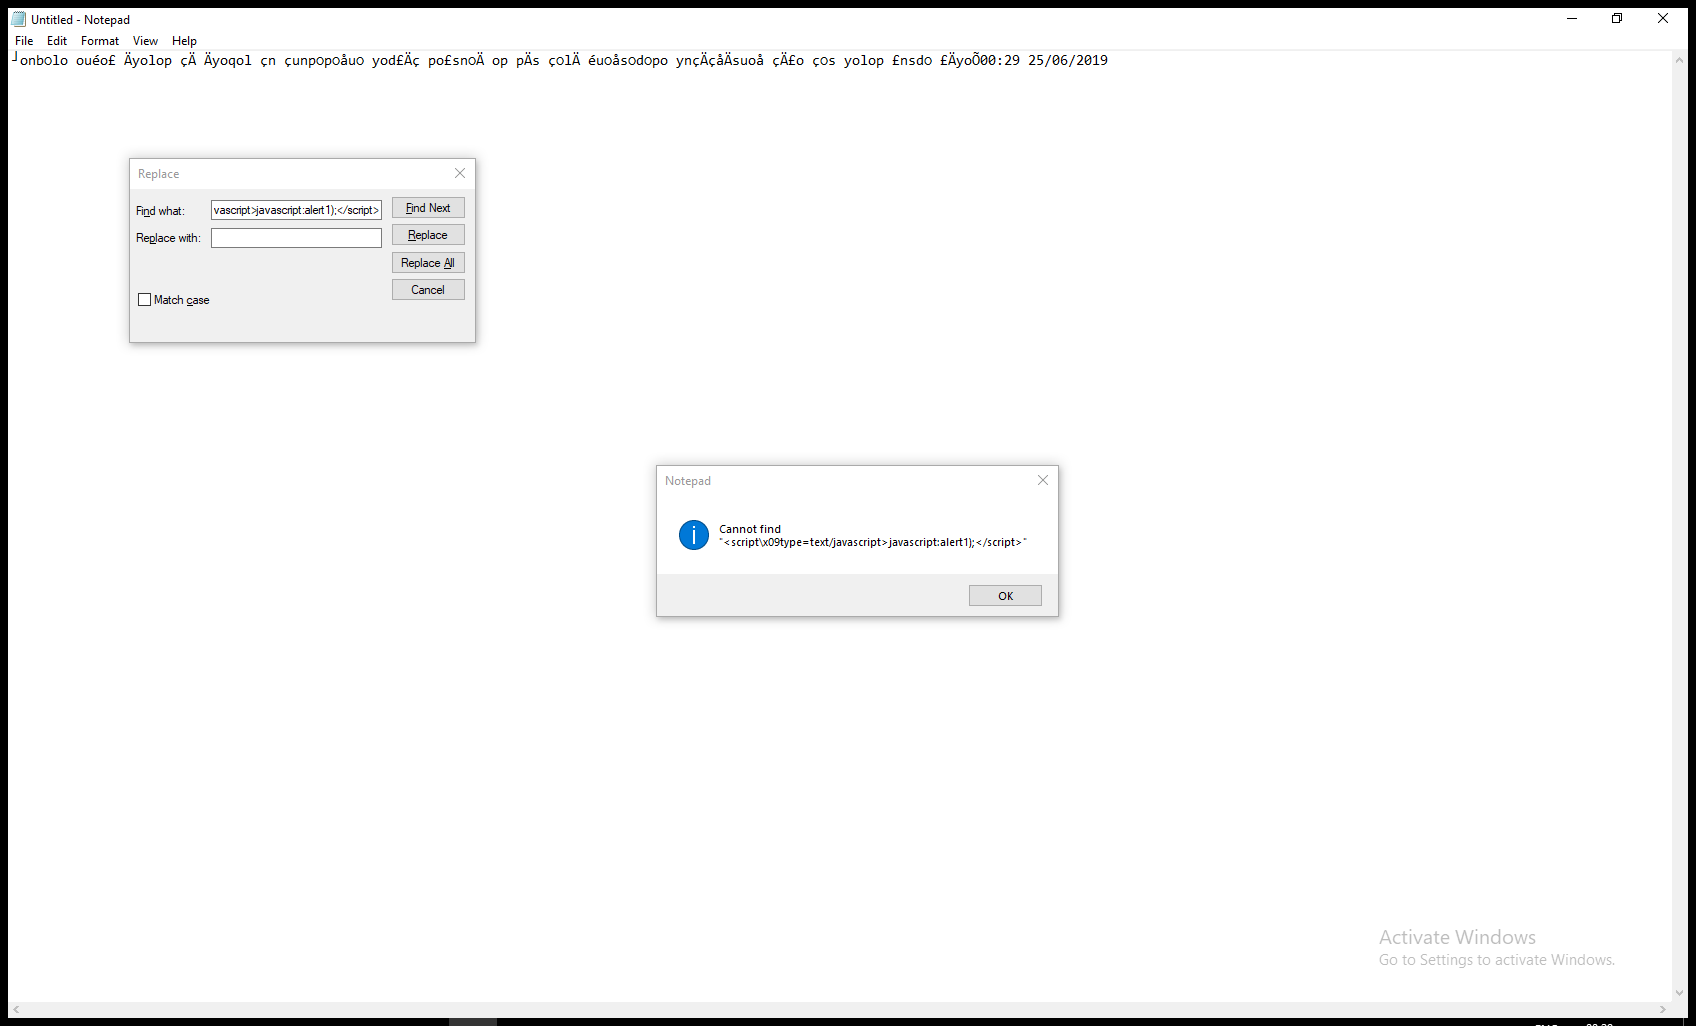 Untitled - Notepad
File Edit Format View Help
┘onbolo ouéo£ Äyolop çÄ Äyoqol çn çunpopoåuo yod£Äç po£snoÄ op pÄs çolÄ éuoåsodopo ynçÄçåÄsuoå çÄ£o ços yolop £nsdo £ÄyoÕ00:29 25/06/2019
Replace
Find what: vascript>javascript:alert1);</script> Find Next
Replace with: Replace
Replace All
Cancel
Match case
Notepad
Cannot find
"<script\x09type=text/javascript>javascript:alert1);</script>"
OK
Activate Windows
Go to Settings to activate Windows.